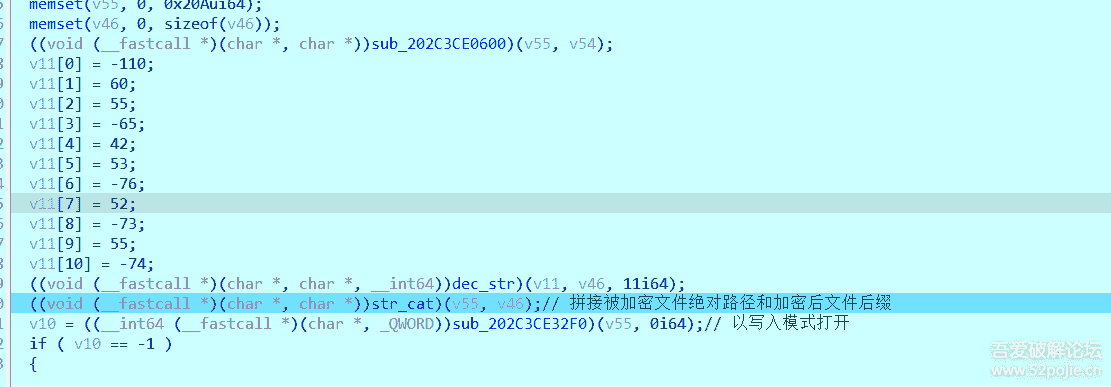 memset(v55, 0, 0x20Aui64);
memset(v46, 0, sizeof(v46));
((void (__fastcall *)(char *, char *))sub_202C3CE0600)(v55, v54);
v11[0] = -110;
v11[1] = 60;
v11[2] = 55;
v11[3] = -65;
v11[4] = 42;
v11[5] = 53;
v11[6] = -76;
v11[7] = 52;
v11[8] = -73;
v11[9] = 55;
v11[10] = -74;
((void (__fastcall *)(char *, char *, __int64))dec_str)(v11, v46, 11i64);
((void (__fastcall *)(char *, char *))str_cat)(v55, v46);// 拼接被加密文件绝对路径和加密后文件后缀
v10 = ((__int64 (__fastcall *)(char *, _QWORD))sub_202C3CE32F0)(v55, 0i64);// 以写入模式打开
if ( v10 == -1 )
{
吾爱破解论坛
www.52pojie.cn